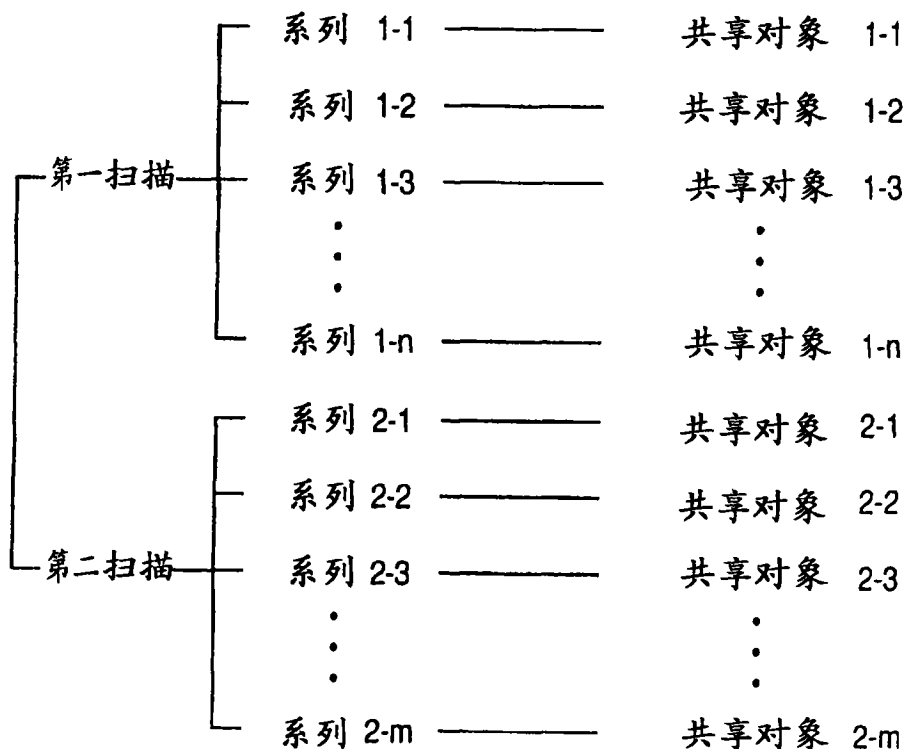 系列 1-1 共享对象 1-1
系列 1-2 共享对象 1-2
第一扫描 系列 1-3 共享对象 1-3
系列 1-n 共享对象 1-n
系列 2-1 共享对象 2-1
系列 2-2 共享对象 2-2
第二扫描 系列 2-3 共享对象 2-3
系列 2-m 共享对象 2-m